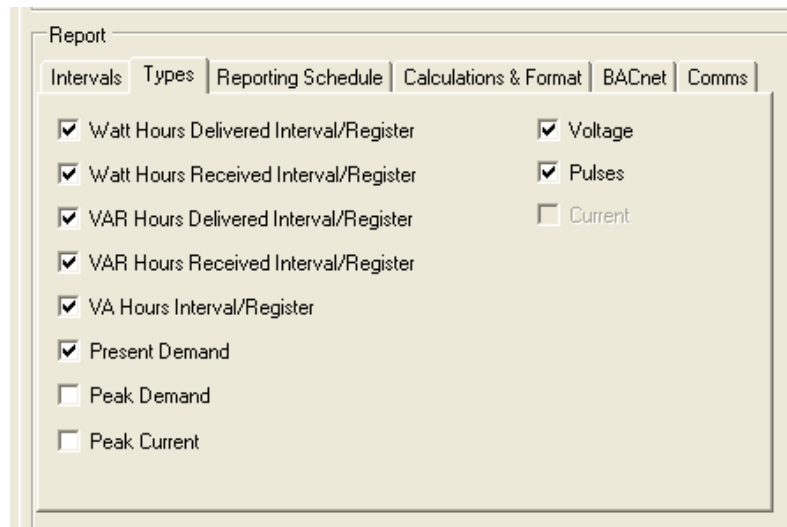 Report
Intervals Types Reporting Schedule Calculations & Format BACnet Comms
Watt Hours Delivered Interval/Register
Watt Hours Received Interval/Register
VAR Hours Delivered Interval/Register
VAR Hours Received Interval/Register
VA Hours Interval/Register
Present Demand
Peak Demand
Peak Current
Voltage
Pulses
Current